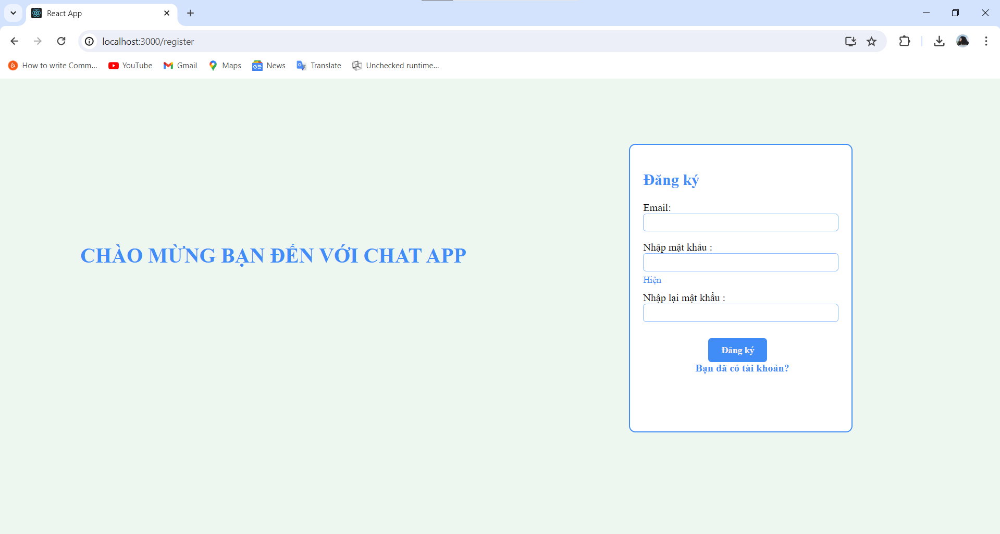 React App
localhost:3000/register
How to write Comm...
YouTube
Gmail
Maps
News
Translate
Unchecked runtime...
CHÀO MỪNG BẠN ĐẾN VỚI CHAT APP
Đăng ký
Email:
Nhập mật khẩu :
Hiện
Nhập lại mật khẩu :
Đăng ký
Bạn đã có tài khoản?